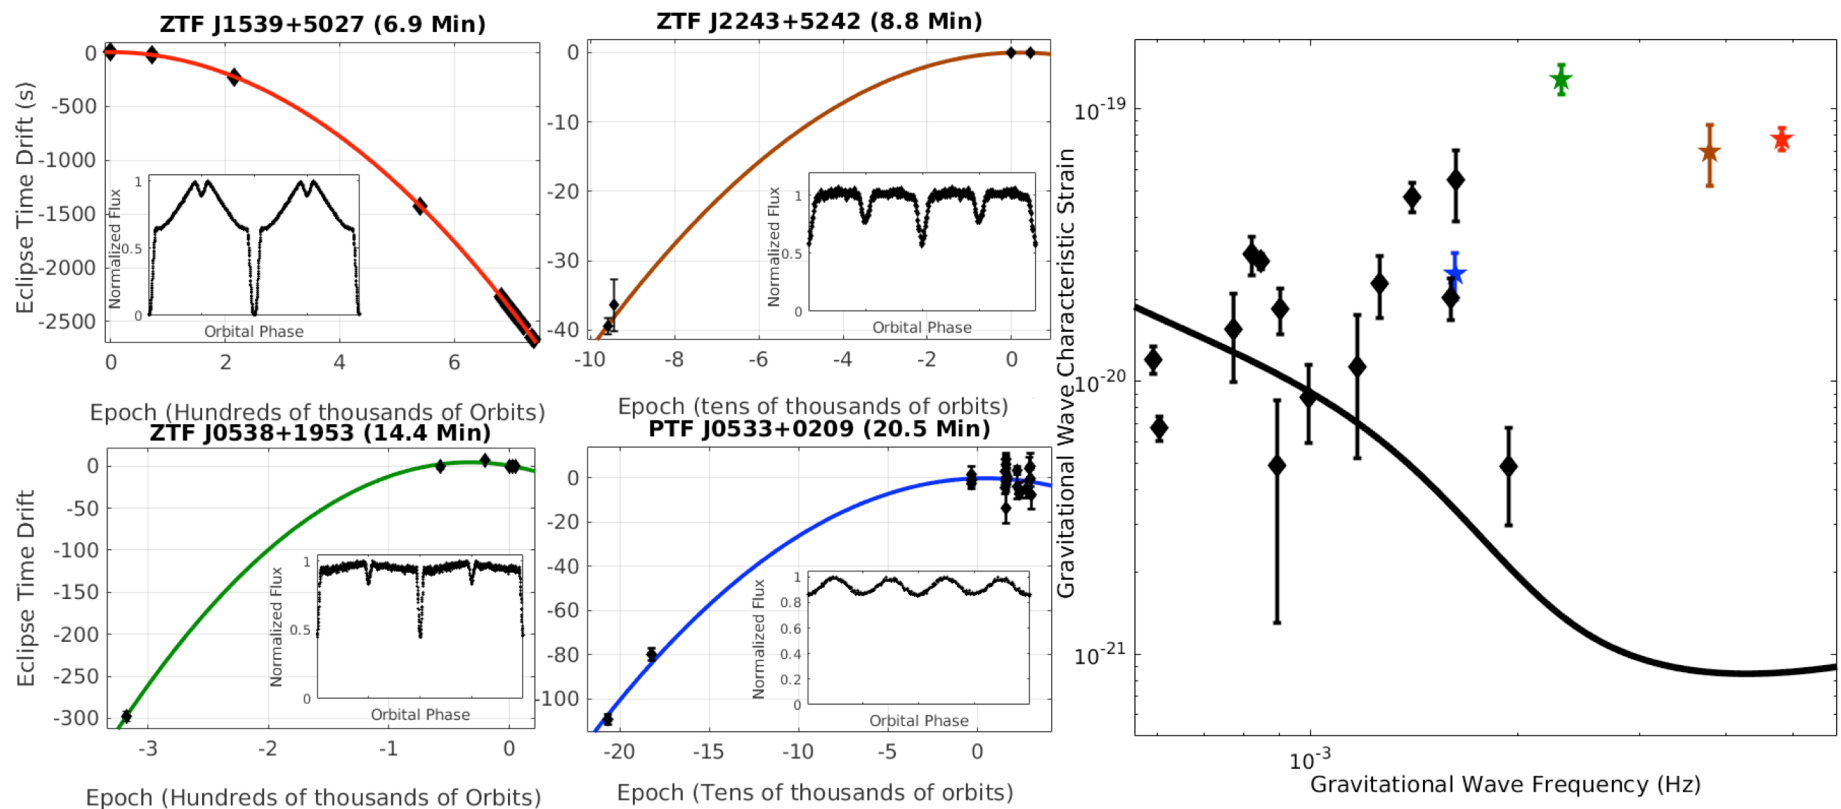 ZTF J1539+5027 (6.9 Min)
Eclipse Time Drift (s)
0
-500
-1000
-1500
-2000
-2500
0 2 4 6
Epoch (Hundreds of thousands of Orbits)
Normalized Flux
1
0.5
0
Orbital Phase
ZTF J2243+5242 (8.8 Min)
0
-10
-20
-30
-40
-10 -8 -6 -4 -2 0
Epoch (tens of thousands of orbits)
Normalized Flux
1
0.5
0
Orbital Phase
ZTF J0538+1953 (14.4 Min)
Eclipse Time Drift
0
-50
-100
-150
-200
-250
-300
-3 -2 -1 0
Epoch (Hundreds of thousands of Orbits)
Normalized Flux
1
0.5
0
Orbital Phase
PTF J0533+0209 (20.5 Min)
0
-20
-40
-60
-80
-100
-20 -15 -10 -5 0
Epoch (Tens of thousands of orbits)
Normalized Flux
1
0.8
0.6
0.4
0.2
0
Orbital Phase
Gravitational Wave Characteristic Strain
10-19
10-20
10-21
10-3
Gravitational Wave Frequency (Hz)